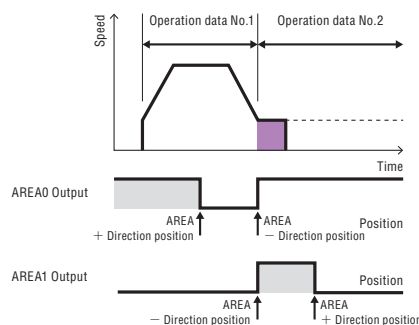 Speed
Operation data No.1
Operation data No.2
Time
AREA0 Output
AREA
+ Direction position
AREA
− Direction position
Position
AREA1 Output
Position
AREA
− Direction position
AREA
+ Direction position